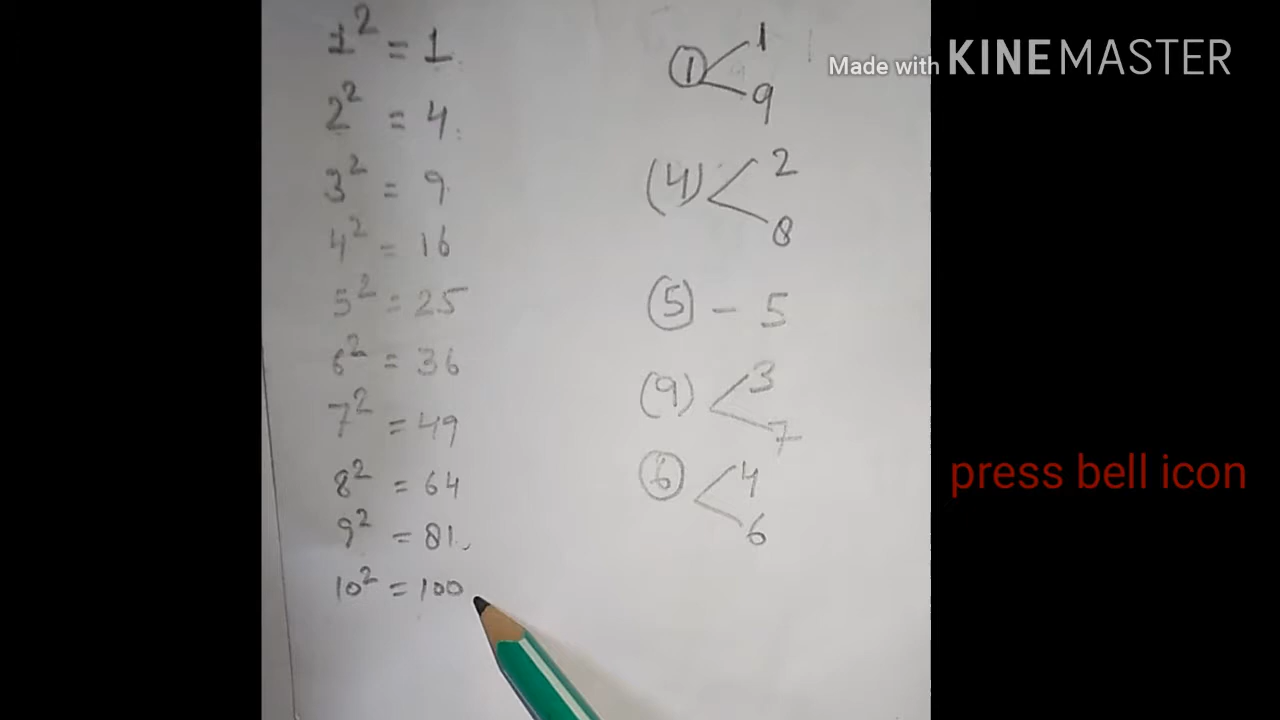 1² = 1
2² = 4
3² = 9
4² = 16
5² = 25
6² = 36
7² = 49
8² = 64
9² = 81
10² = 100
1 < 1
9
(4) < 2
8
5 - 5
(9) < 3
7
6 < 4
6
Made with KINEMASTER
press bell icon